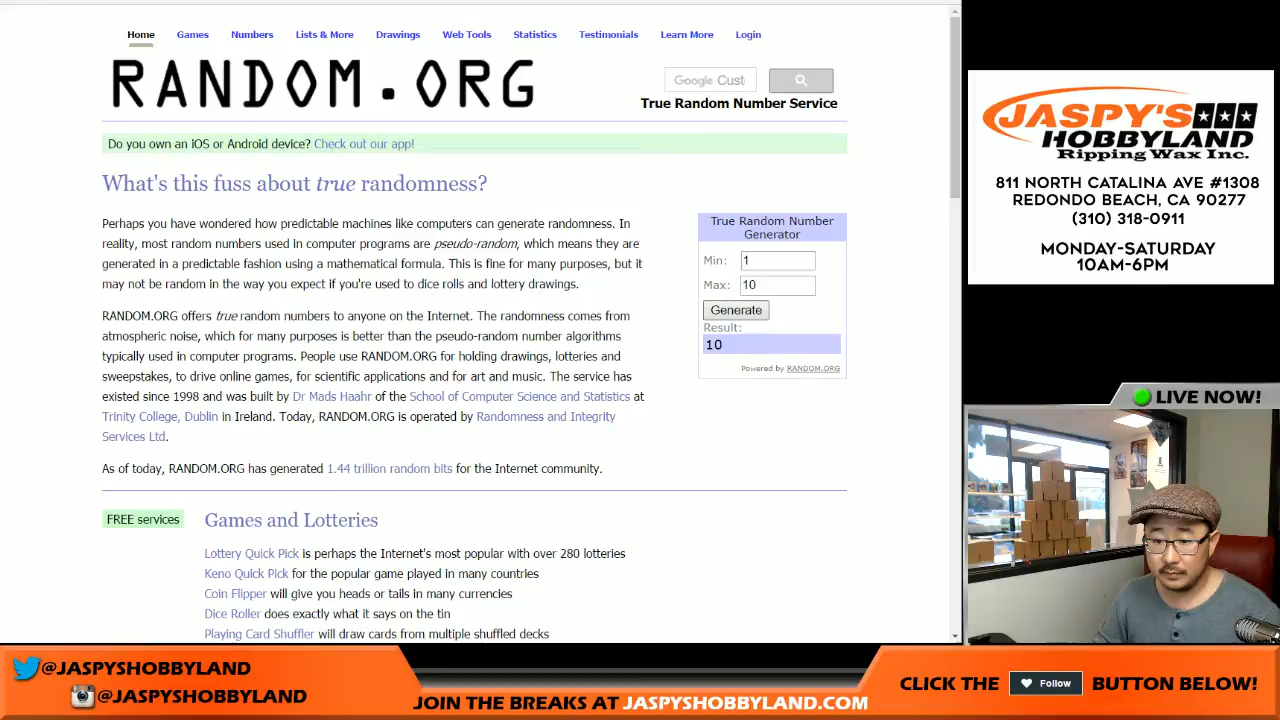 Home Games Numbers Lists & More Drawings Web Tools Statistics Testimonials Learn More Login
RANDOM.ORG
Google Cust
True Random Number Service
Do you own an iOS or Android device? Check out our app!
What's this fuss about true randomness?
Perhaps you have wondered how predictable machines like computers can generate randomness. In
reality, most random numbers used in computer programs are pseudo-random, which means they are
generated in a predictable fashion using a mathematical formula. This is fine for many purposes, but it
may not be random in the way you expect if you're used to dice rolls and lottery drawings.
RANDOM.ORG offers true random numbers to anyone on the Internet. The randomness comes from
atmospheric noise, which for many purposes is better than the pseudo-random number algorithms
typically used in computer programs. People use RANDOM.ORG for holding drawings, lotteries and
sweepstakes, to drive online games, for scientific applications and for art and music. The service has
existed since 1998 and was built by Dr Mads Haahr of the School of Computer Science and Statistics at
Trinity College, Dublin in Ireland. Today, RANDOM.ORG is operated by Randomness and Integrity
Services Ltd.
As of today, RANDOM.ORG has generated 1.44 trillion random bits for the Internet community.
True Random Number
Generator
Min: 1
Max: 10
Generate
Result:
10
Powered by RANDOM.ORG
FREE services
Games and Lotteries
Lottery Quick Pick is perhaps the Internet's most popular with over 280 lotteries
Keno Quick Pick for the popular game played in many countries
Coin Flipper will give you heads or tails in many currencies
Dice Roller does exactly what it says on the tin
Playing Card Shuffler will draw cards from multiple shuffled decks
JASPY'S
HOBBYLAND
Ripping Wax Inc.
811 NORTH CATALINA AVE #1308
REDONDO BEACH, CA 90277
(310) 318-0911
MONDAY-SATURDAY
10AM-6PM
LIVE NOW!
@JASPYSHOBBYLAND
@JASPYSHOBBYLAND
JOIN THE BREAKS AT JASPYSHOBBYLAND.COM
CLICK THE Follow BUTTON BELOW!